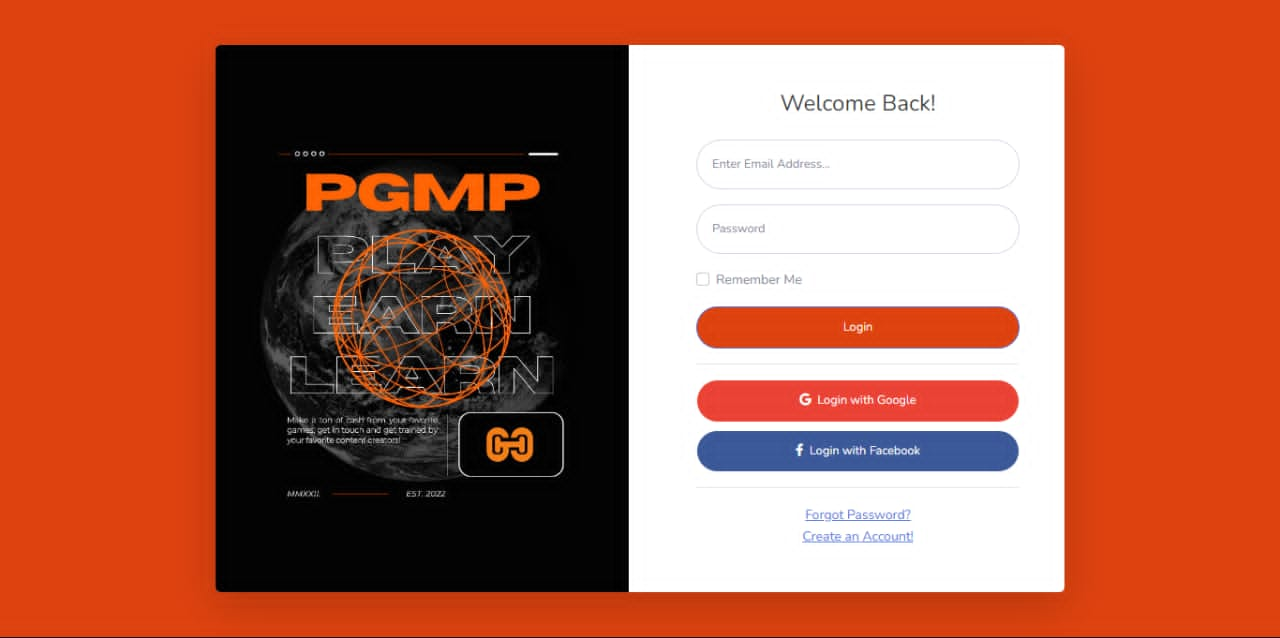 PGMP
PLAY
EARN
LEARN
Make a ton of cash from your favorite
games, get in touch and get trained by
your favorite content creators!
MMXXII.
EST. 2022
Welcome Back!
Enter Email Address...
Password
Remember Me
Login
Login with Google
Login with Facebook
Forgot Password?
Create an Account!